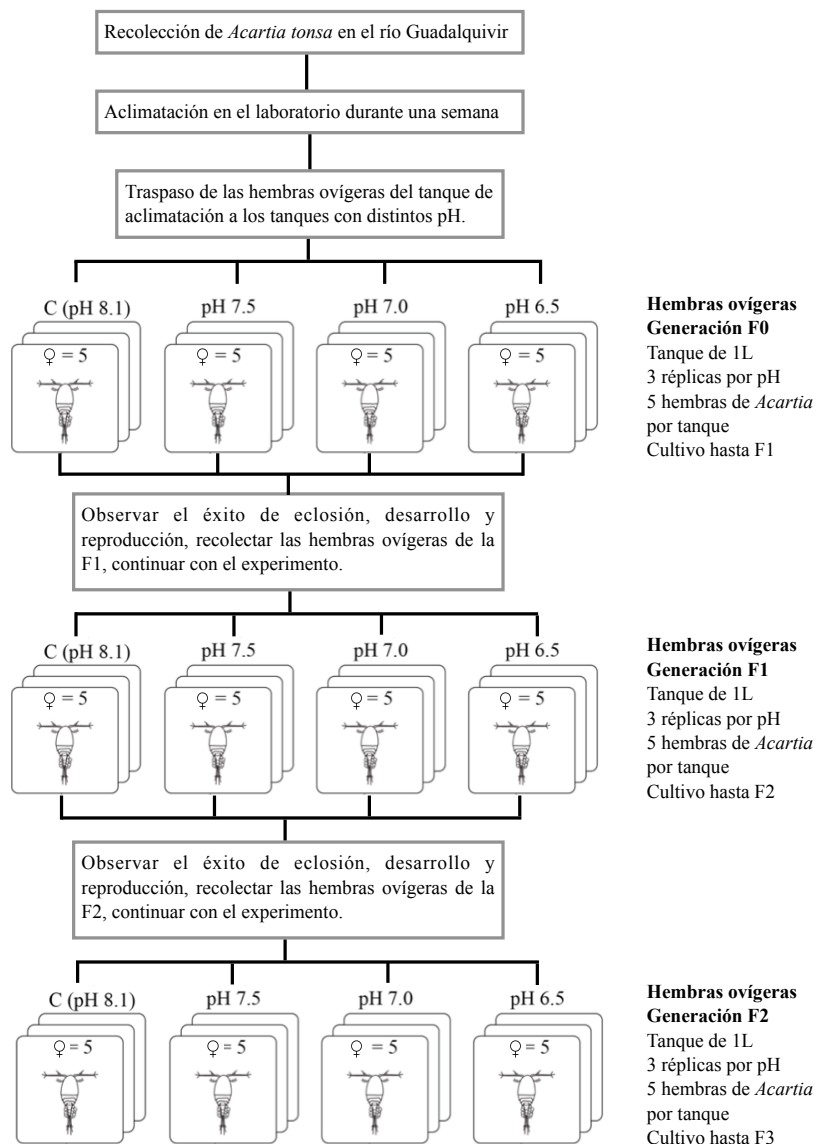 Recolección de Acartia tonsa en el río Guadalquivir
Aclimatación en el laboratorio durante una semana
Traspaso de las hembras ovígeras del tanque de
aclimatación a los tanques con distintos pH.
C (pH 8.1)
pH 7.5
pH 7.0
pH 6.5
♀ = 5
♀ = 5
♀ = 5
♀ = 5
Hembras ovígeras
Generación F0
Tanque de 1L
3 réplicas por pH
5 hembras de Acartia
por tanque
Cultivo hasta F1
Observar el éxito de eclosión, desarrollo y
reproducción, recolectar las hembras ovígeras de la
F1, continuar con el experimento.
C (pH 8.1)
pH 7.5
pH 7.0
pH 6.5
♀ = 5
♀ = 5
♀ = 5
♀ = 5
Hembras ovígeras
Generación F1
Tanque de 1L
3 réplicas por pH
5 hembras de Acartia
por tanque
Cultivo hasta F2
Observar el éxito de eclosión, desarrollo y
reproducción, recolectar las hembras ovígeras de la
F2, continuar con el experimento.
C (pH 8.1)
pH 7.5
pH 7.0
pH 6.5
♀ = 5
♀ = 5
♀ = 5
♀ = 5
Hembras ovígeras
Generación F2
Tanque de 1L
3 réplicas por pH
5 hembras de Acartia
por tanque
Cultivo hasta F3